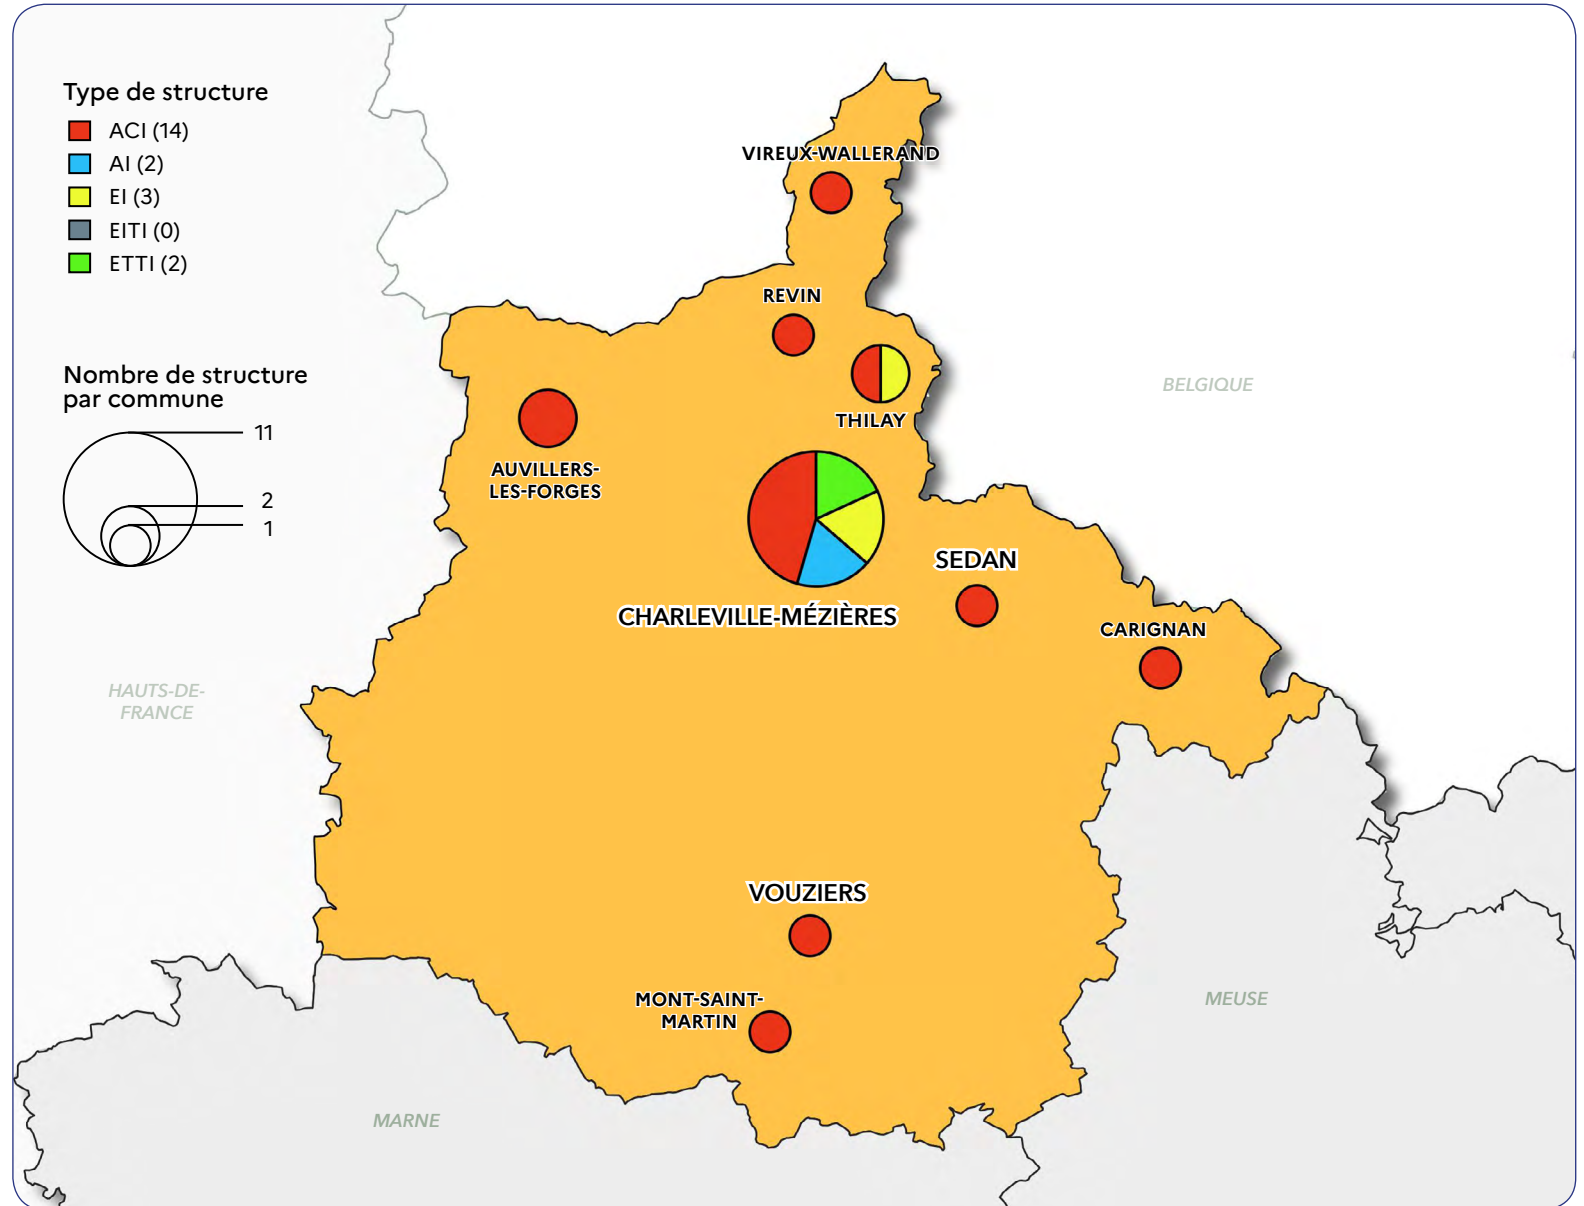 Type de structure
ACI (14)
AI (2)
EI (3)
EITI (0)
ETTI (2)
Nombre de structure
par commune
11
2
1
VIREUX-WALLERAND
REVIN
THILAY
AUVILLERS-
LES-FORGES
CHARLEVILLE-MÉZIÈRES
SEDAN
CARIGNAN
VOUZIERS
MONT-SAINT-
MARTIN
BELGIQUE
HAUTS-DE-
FRANCE
MARNE
MEUSE